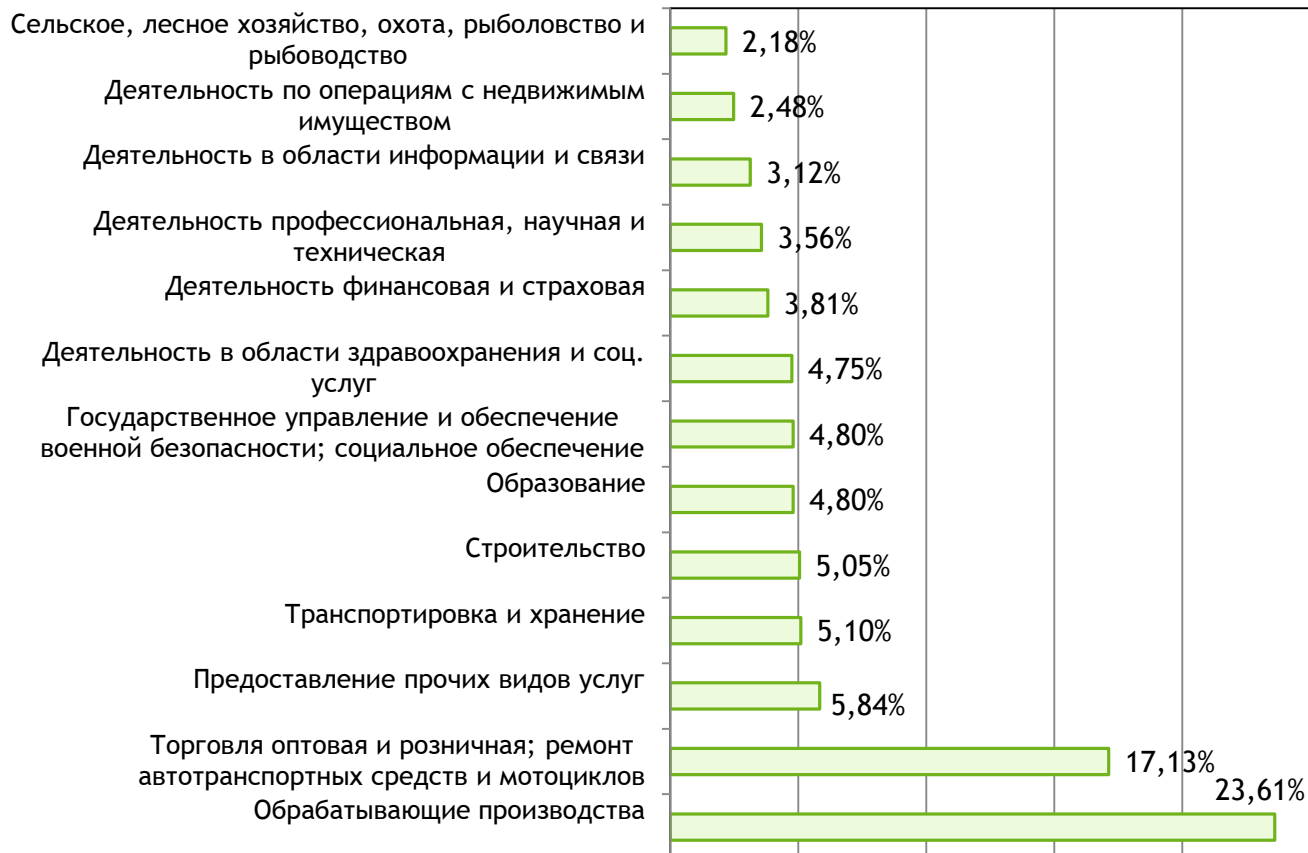 Сельское, лесное хозяйство, охота, рыболовство и
рыбоводство
2,18%
Деятельность по операциям с недвижимым
имуществом
2,48%
Деятельность в области информации и связи
3,12%
Деятельность профессиональная, научная и
техническая
3,56%
Деятельность финансовая и страховая
3,81%
Деятельность в области здравоохранения и соц.
услуг
4,75%
Государственное управление и обеспечение
военной безопасности; социальное обеспечение
4,80%
Образование
4,80%
Строительство
5,05%
Транспортировка и хранение
5,10%
Предоставление прочих видов услуг
5,84%
Торговля оптовая и розничная; ремонт
автотранспортных средств и мотоциклов
17,13%
Обрабатывающие производства
23,61%